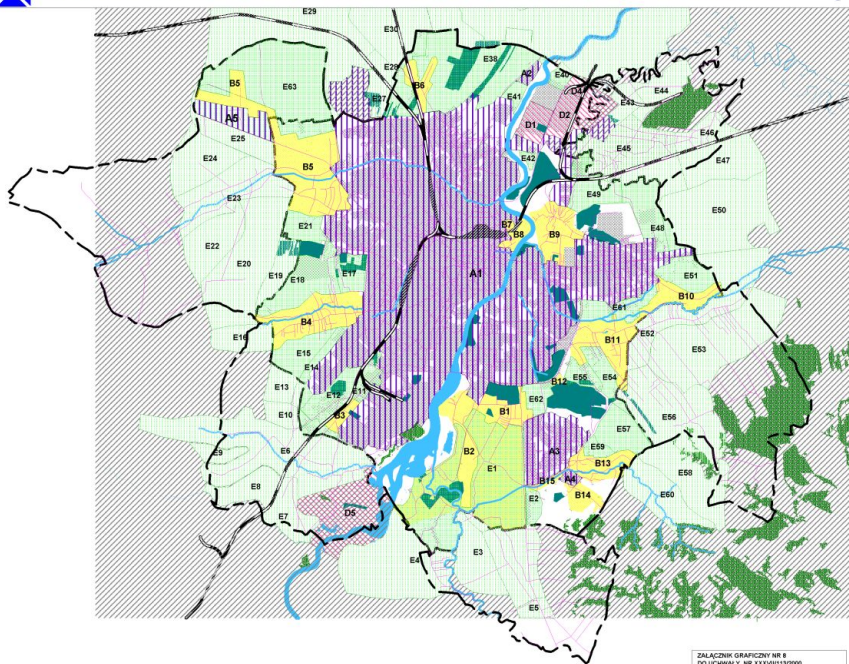 E29
E30
E28
E38
B6
E27
E63
B5
A5
E25
E24
E23
E22
E20
E19
E18
E21
B5
E17
A2
E40
E41
D4
E44
E43
D1
D2
E45
E46
E47
E42
E49
E50
E48
B7
B8
B9
A1
E51
B10
E61
E52
E53
B11
B4
E16
E15
E14
E13
E12
E11
E10
B3
B12
E55
E54
E62
B1
E56
E57
E59
A3
B2
E1
E9
E6
E8
E7
D5
B13
B15
A4
B14
E2
E58
E60
E4
E3
E5
ZAŁĄCZNIK GRAFICZNY NR 8